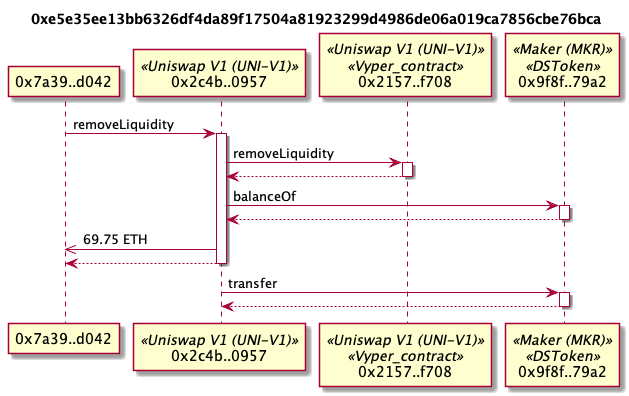 0xe5e35ee13bb6326df4da89f17504a81923299d4986de06a019ca7856cbe76bca
0x7a39..d042
«Uniswap V1 (UNI-V1)»
0x2c4b..0957
«Uniswap V1 (UNI-V1)»
«Vyper_contract»
0x2157..f708
«Maker (MKR)»
«DSToken»
0x9f8f..79a2
removeLiquidity
removeLiquidity
balanceOf
69.75 ETH
transfer
0x7a39..d042
«Uniswap V1 (UNI-V1)»
0x2c4b..0957
«Uniswap V1 (UNI-V1)»
«Vyper_contract»
0x2157..f708
«Maker (MKR)»
«DSToken»
0x9f8f..79a2